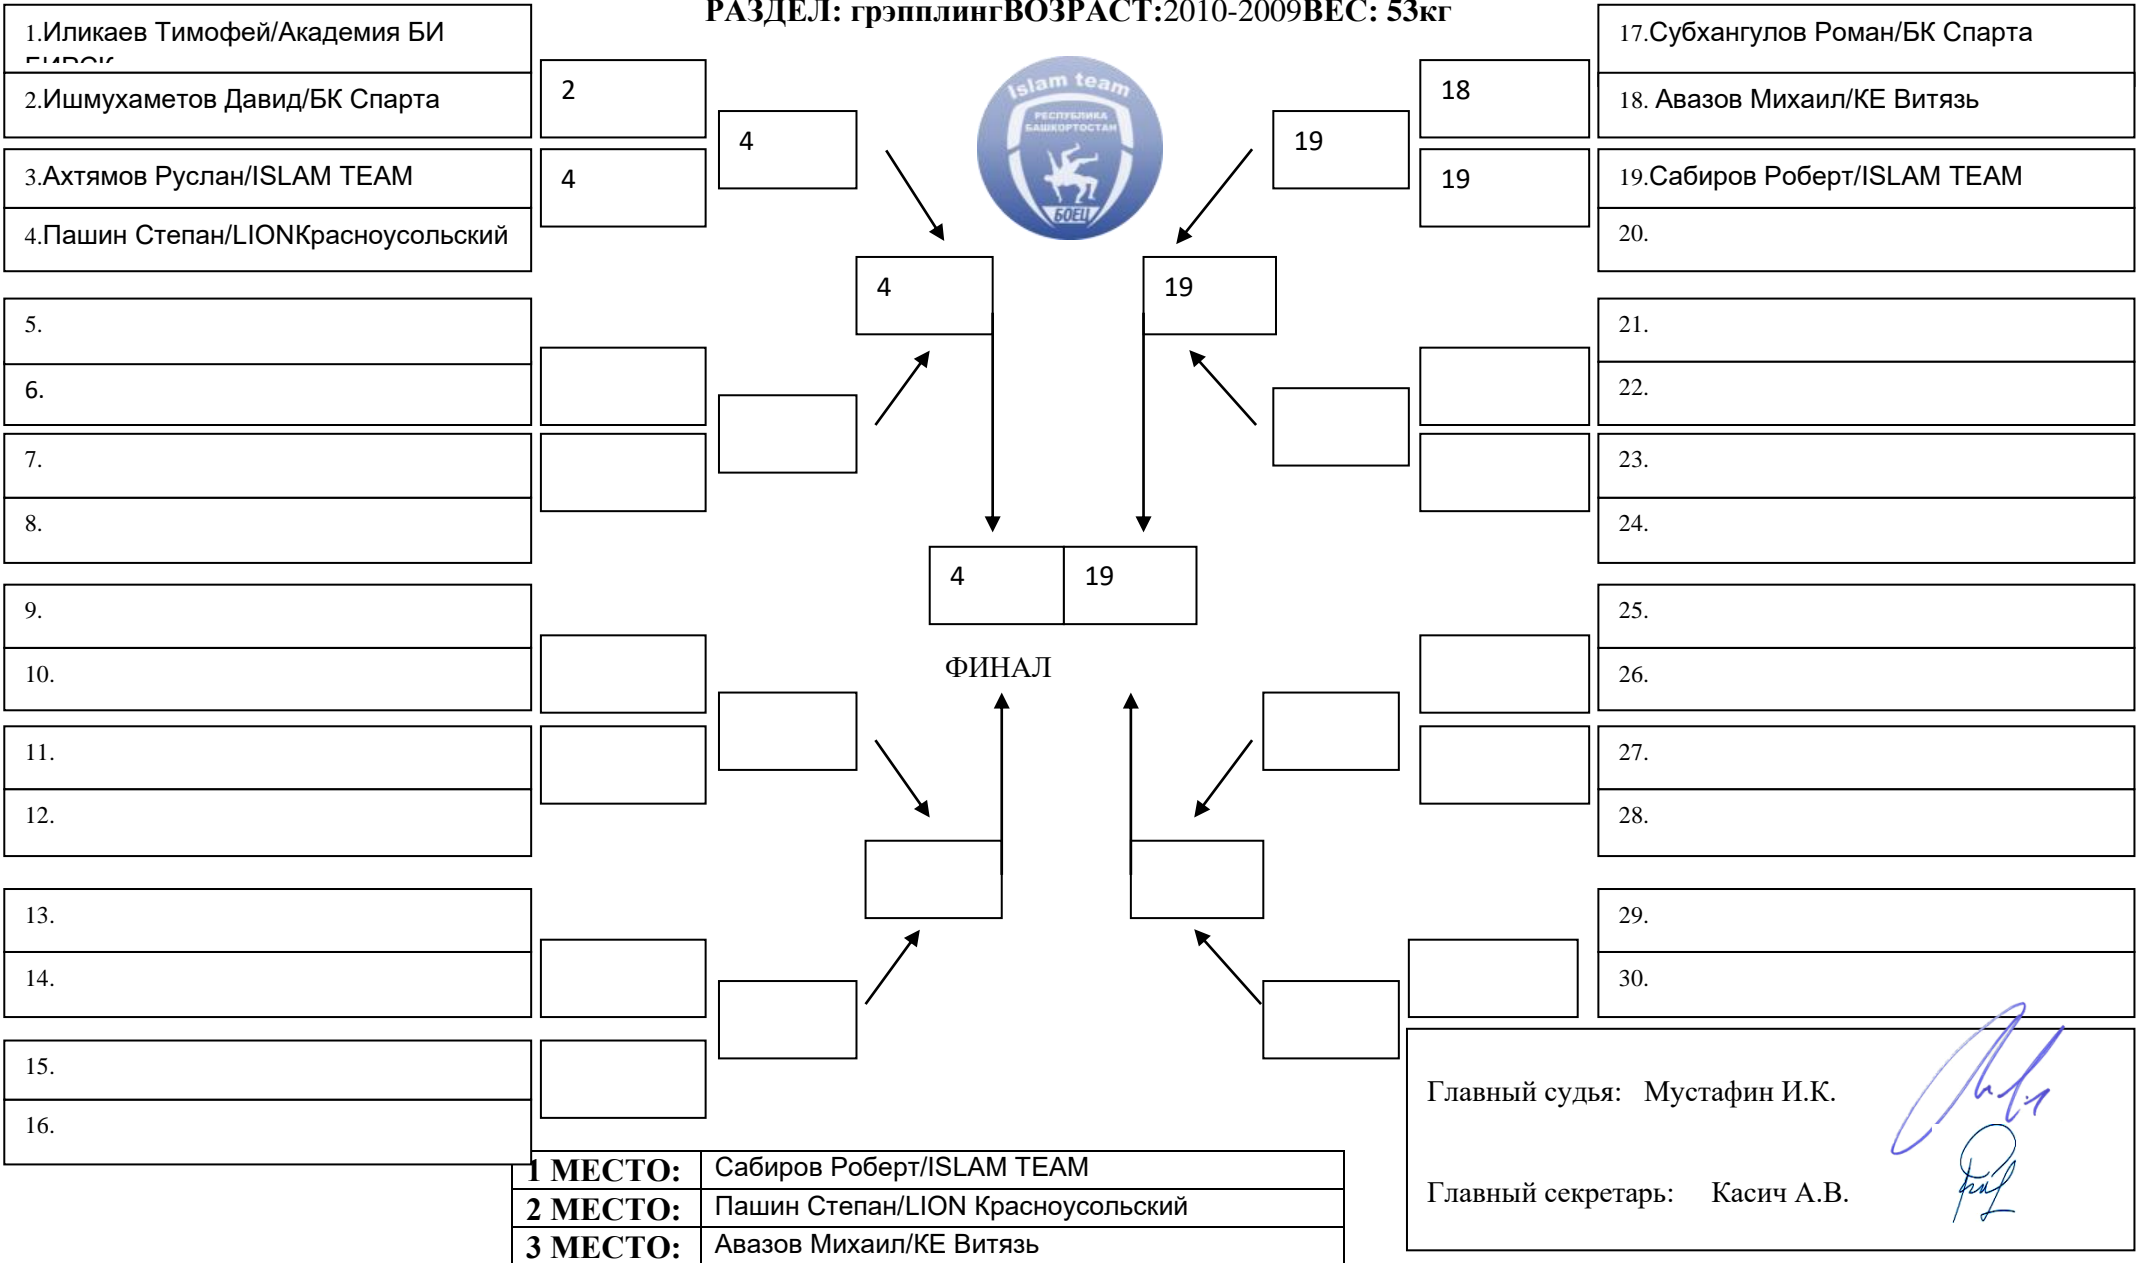 РАЗДЕЛ: грэпплингВОЗРАСТ:2010-2009ВЕС: 53кг
1.Иликаев Тимофей/Академия БИ
2.Ишмухаметов Давид/БК Спарта
3.Ахтямов Руслан/ISLAM TEAM
4.Пашин Степан/LIONКрасноусольский
5.
6.
7.
8.
9.
10.
11.
12.
13.
14.
15.
16.
2
4
4
4
4
19
ФИНАЛ
Islam team
РЕСПУБЛИКА
БАШКОРТОСТАН
БОЕЦ
19
19
18
19
17.Субхангулов Роман/БК Спарта
18. Авазов Михаил/КЕ Витязь
19.Сабиров Роберт/ISLAM TEAM
20.
21.
22.
23.
24.
25.
26.
27.
28.
29.
30.
Главный судья: Мустафин И.К.
Главный секретарь: Касич А.В.
1 МЕСТО: Сабиров Роберт/ISLAM TEAM
2 МЕСТО: Пашин Степан/LION Красноусольский
3 МЕСТО: Авазов Михаил/КЕ Витязь